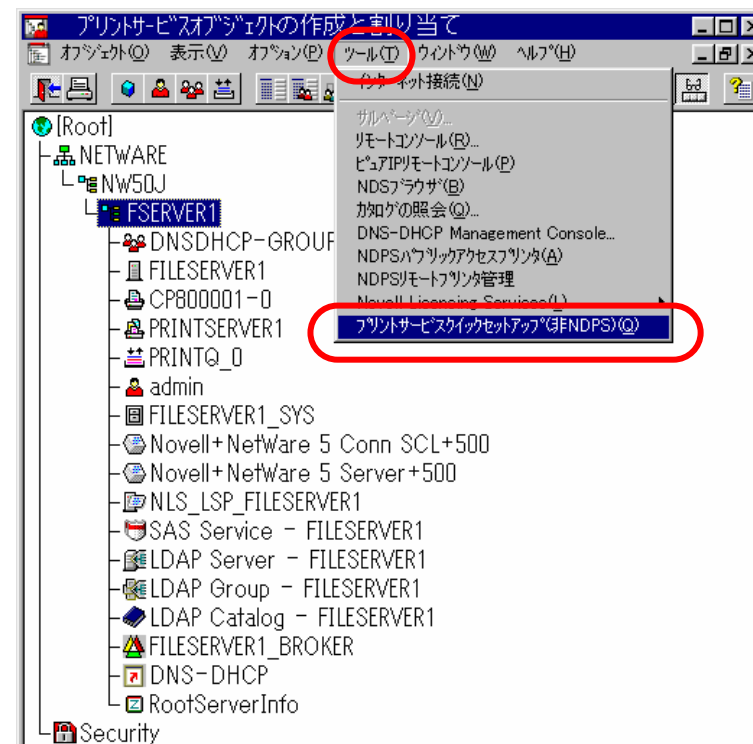 プリントサービスオブジェクトの作成と割り当て
オブジェクト(O) 表示(V) オプション(P) ツール(T) ウィンドウ(W) ヘルプ(H)
インターネット接続(N)
サルベージ(V)...
リモートコンソール(R)...
ピュアIPリモートコンソール(P)
NDSブラウザ(B)
カタログの照会(Q)...
DNS-DHCP Management Console...
NDPSパブリックアクセスプリンタ(A)
NDPSリモートプリンタ管理
Novell Licensing Services(L)
プリントサービスクイックセットアップ(非NDPS)(Q)
[Root]
NETWARE
NW50J
FSERVER1
DNSDHCP-GROUP
FILESERVER1
CP800001-0
PRINTSERVER1
PRINTQ_0
admin
FILESERVER1_SYS
Novell+NetWare 5 Conn SCL+500
Novell+NetWare 5 Server+500
NLS_LSP_FILESERVER1
SAS Service - FILESERVER1
LDAP Server - FILESERVER1
LDAP Group - FILESERVER1
LDAP Catalog - FILESERVER1
FILESERVER1_BROKER
DNS-DHCP
RootServerInfo
Security